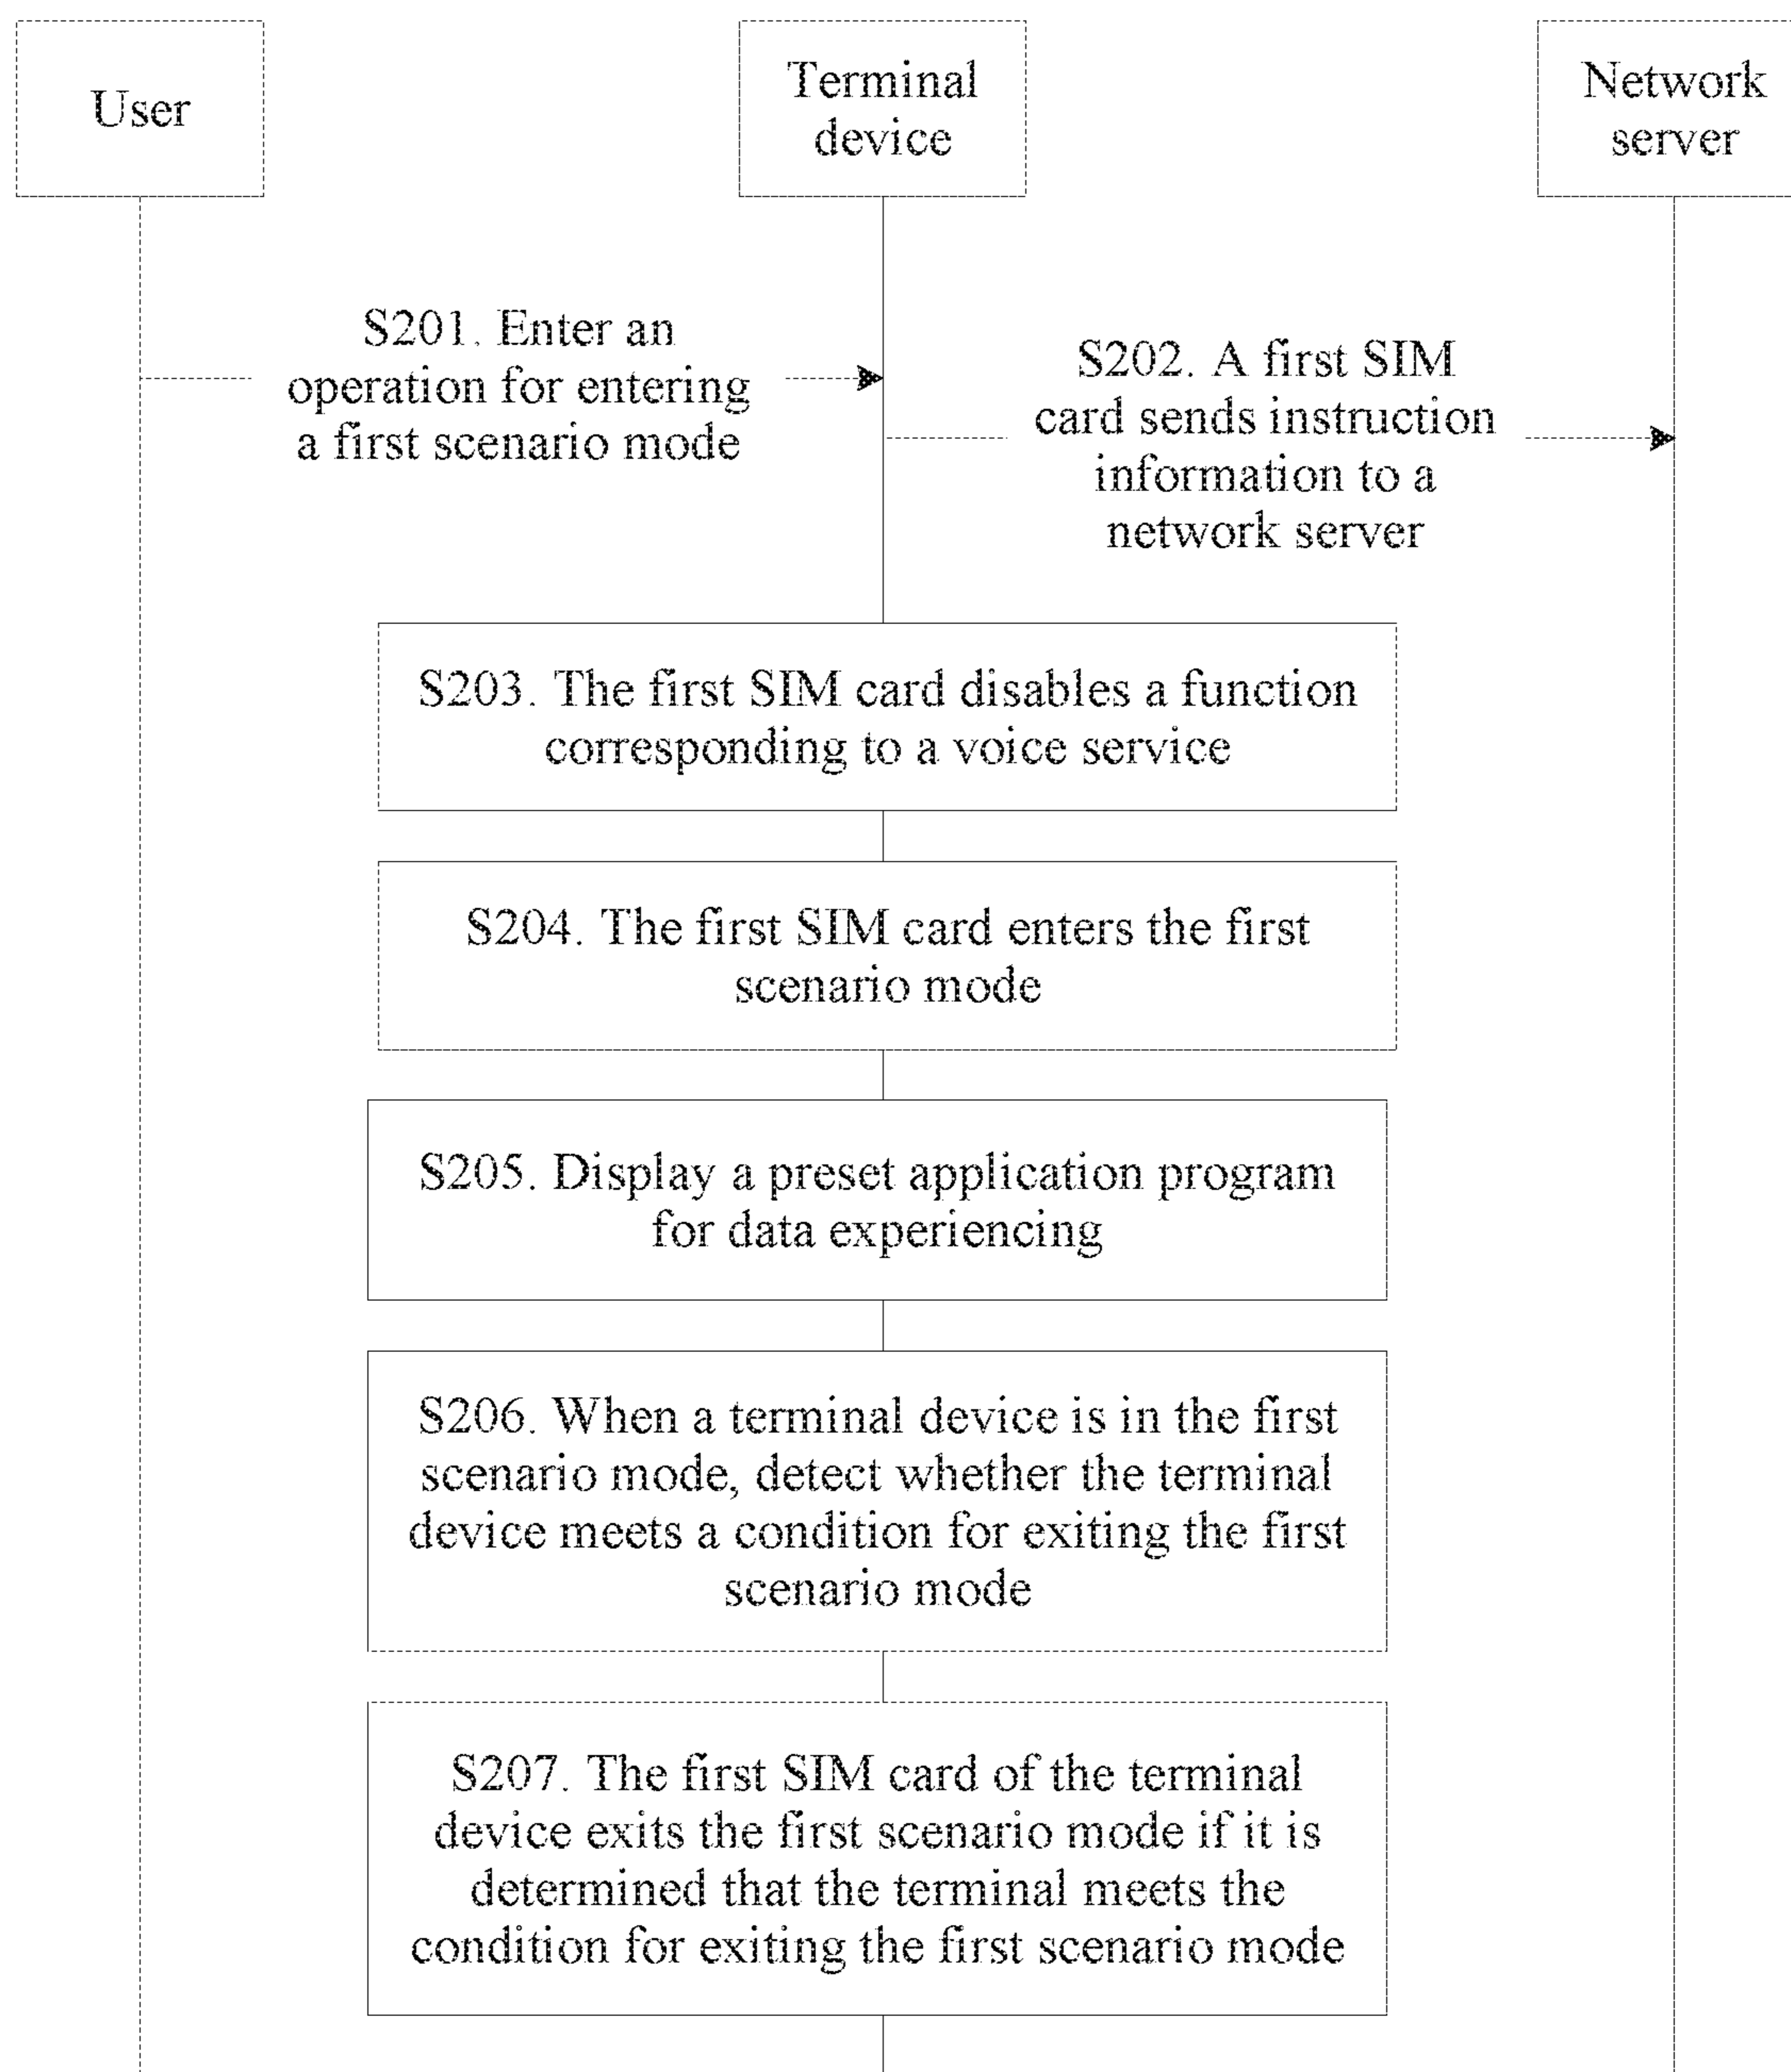 User
Terminal
device
Network
server
S201. Enter an
operation for entering
a first scenario mode
S202. A first SIM
card sends instruction
information to a
network server
S203. The first SIM card disables a function
corresponding to a voice service
S204. The first SIM card enters the first
scenario mode
S205. Display a preset application program
for data experiencing
S206. When a terminal device is in the first
scenario mode, detect whether the terminal
device meets a condition for exiting the first
scenario mode
S207. The first SIM card of the terminal
device exits the first scenario mode if it is
determined that the terminal meets the
condition for exiting the first scenario mode